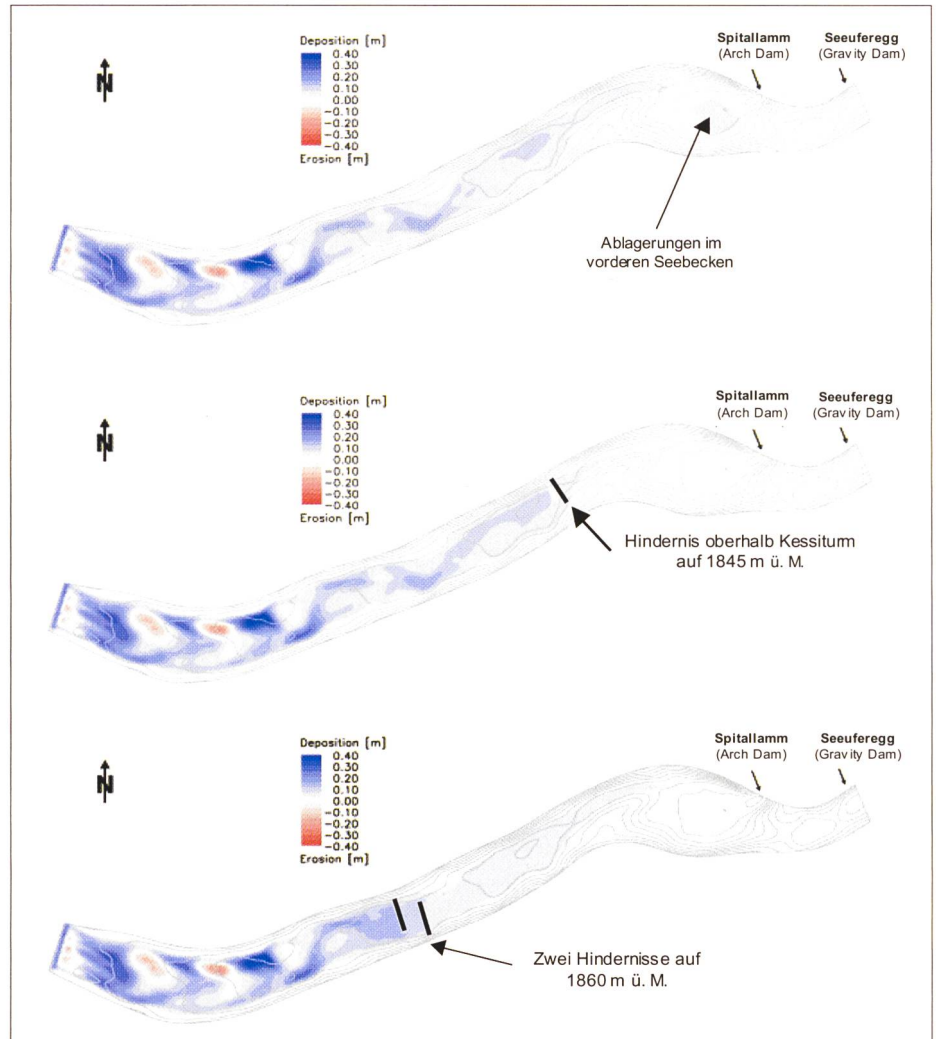 Deposition [m]
0.40
0.30
0.20
0.10
0.00
-0.10
-0.20
-0.30
-0.40
Erosion [m]
N
Spitallamm
(Arch Dam)
Seeuferegg
(Gravity Dam)
Ablagerungen im
vorderen Seebecken
Deposition [m]
0.40
0.30
0.20
0.10
0.00
-0.10
-0.20
-0.30
-0.40
Erosion [m]
N
Spitallamm
(Arch Dam)
Seeuferegg
(Gravity Dam)
Hindernis oberhalb Kessiturm
auf 1845 m ü. M.
Deposition [m]
0.40
0.30
0.20
0.10
0.00
-0.10
-0.20
-0.30
-0.40
Erosion [m]
N
Spitallamm
(Arch Dam)
Seeuferegg
(Gravity Dam)
Zwei Hindernisse auf
1860 m ü. M.